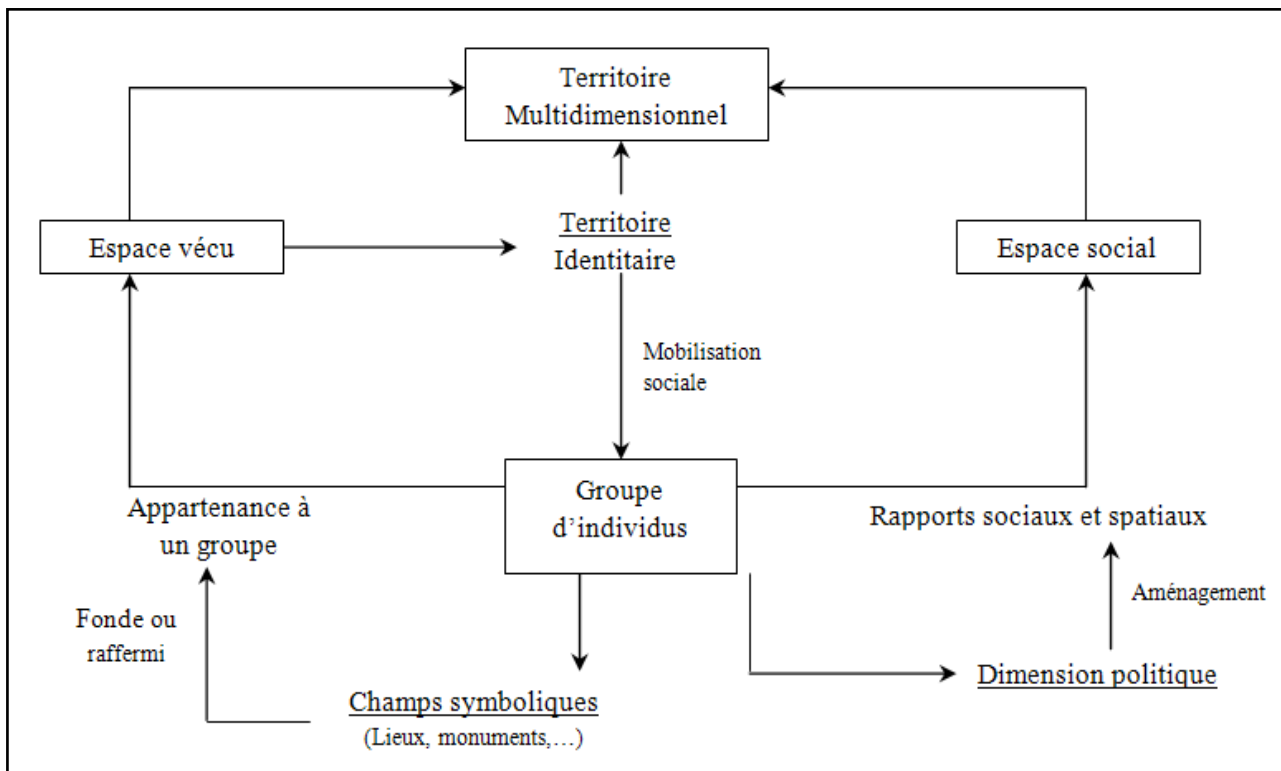 Territoire
Multidimensionnel
Espace vécu
Territoire
Identitaire
Espace social
Mobilisation
sociale
Groupe
d’individus
Appartenance à
un groupe
Rapports sociaux et spatiaux
Fonde ou
raffermi
Aménagement
Champs symboliques
(Lieux, monuments,…)
Dimension politique